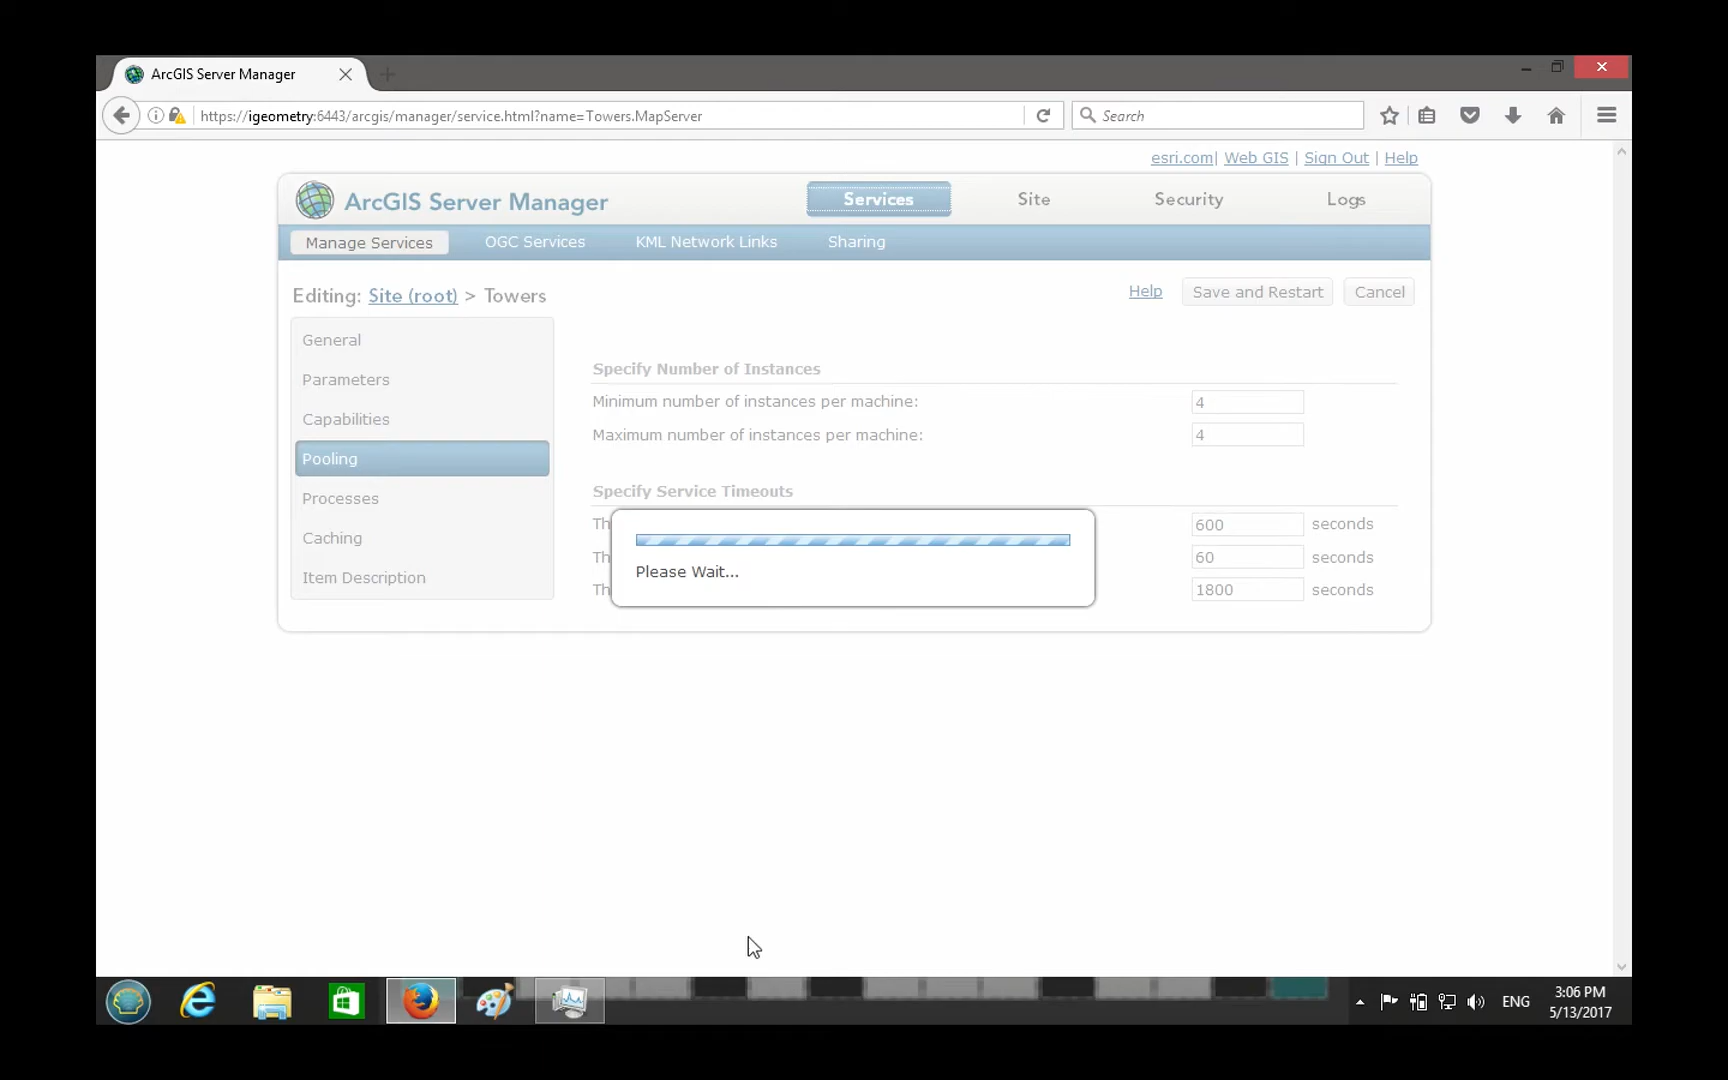 ArcGIS Server Manager
https://igeometry:6443/arcgis/manager/service.html?name=Towers.MapServer
Search
esri.com| Web GIS | Sign Out | Help
ArcGIS Server Manager
Services
Site
Security
Logs
Manage Services
OGC Services
KML Network Links
Sharing
Editing: Site (root) > Towers
Help
Save and Restart
Cancel
General
Parameters
Capabilities
Pooling
Processes
Caching
Item Description
Specify Number of Instances
Minimum number of instances per machine: 4
Maximum number of instances per machine: 4
Specify Service Timeouts
Th 600 seconds
Th 60 seconds
Th 1800 seconds
Please Wait...
ENG
3:06 PM
5/13/2017